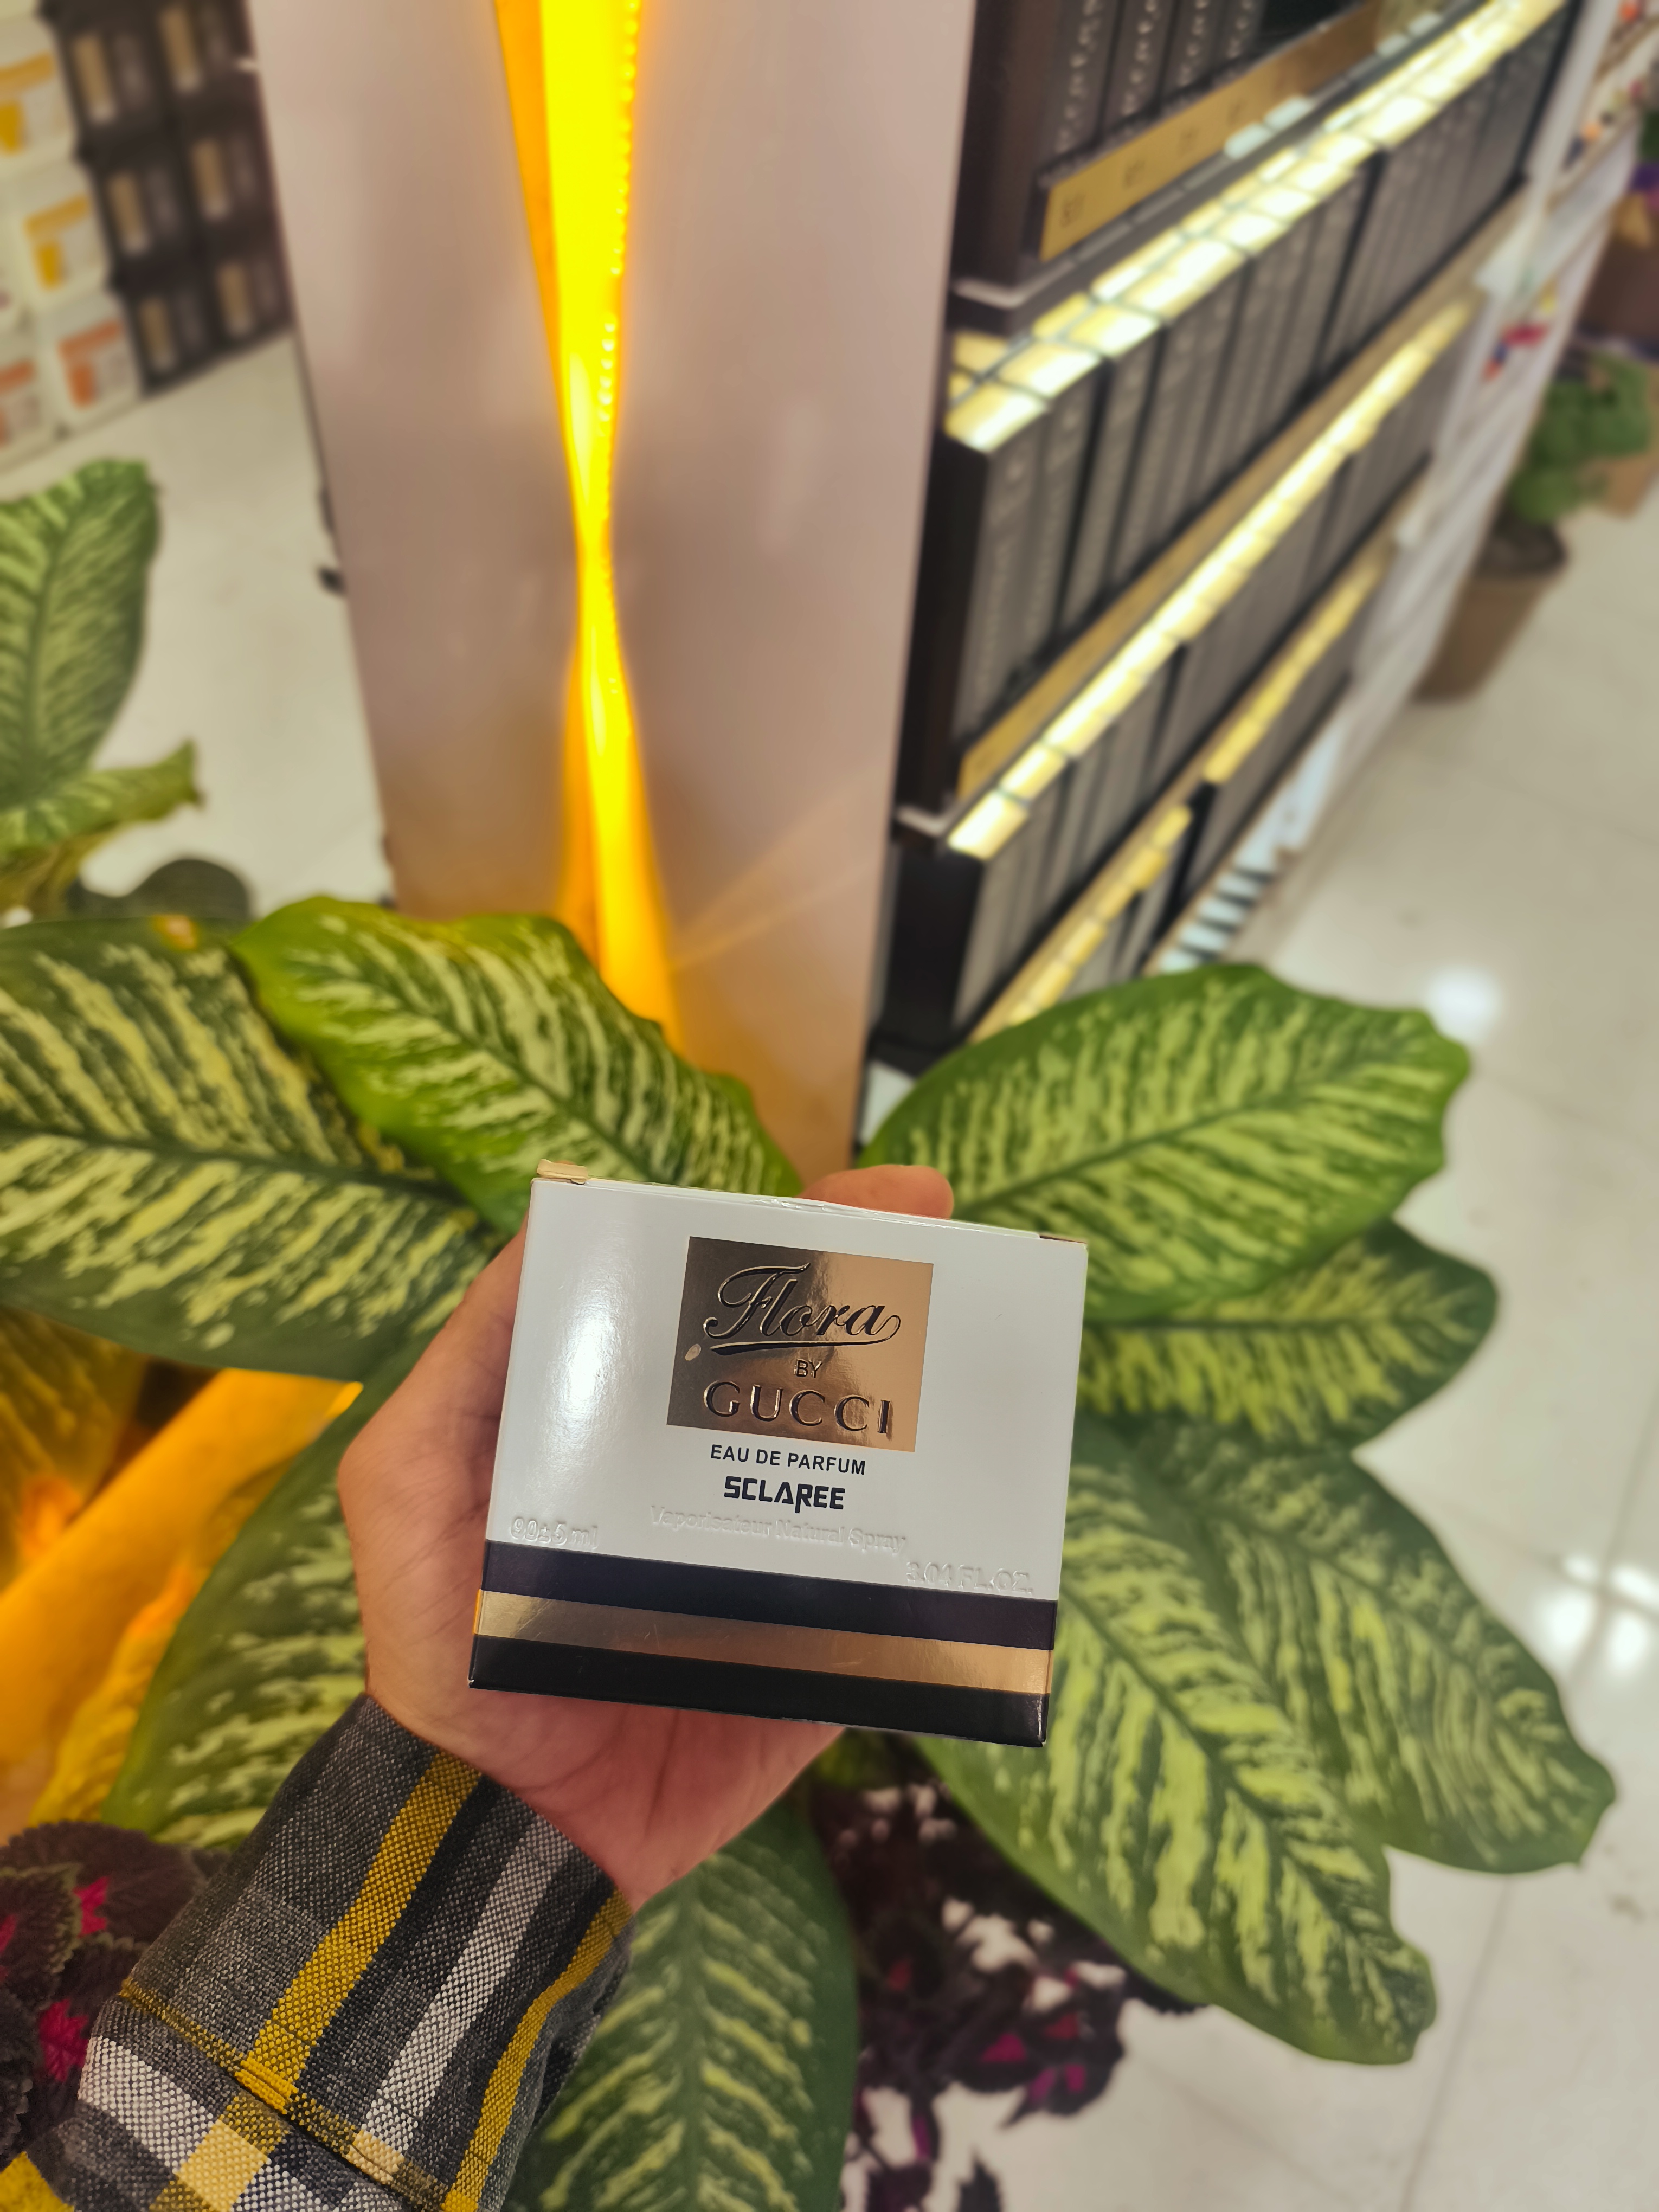 Flora
BY
GUCCI
EAU DE PARFUM
SCLAREE
Vaporisateur Natural Spray
90±5ml
3.04 FL.OZ.